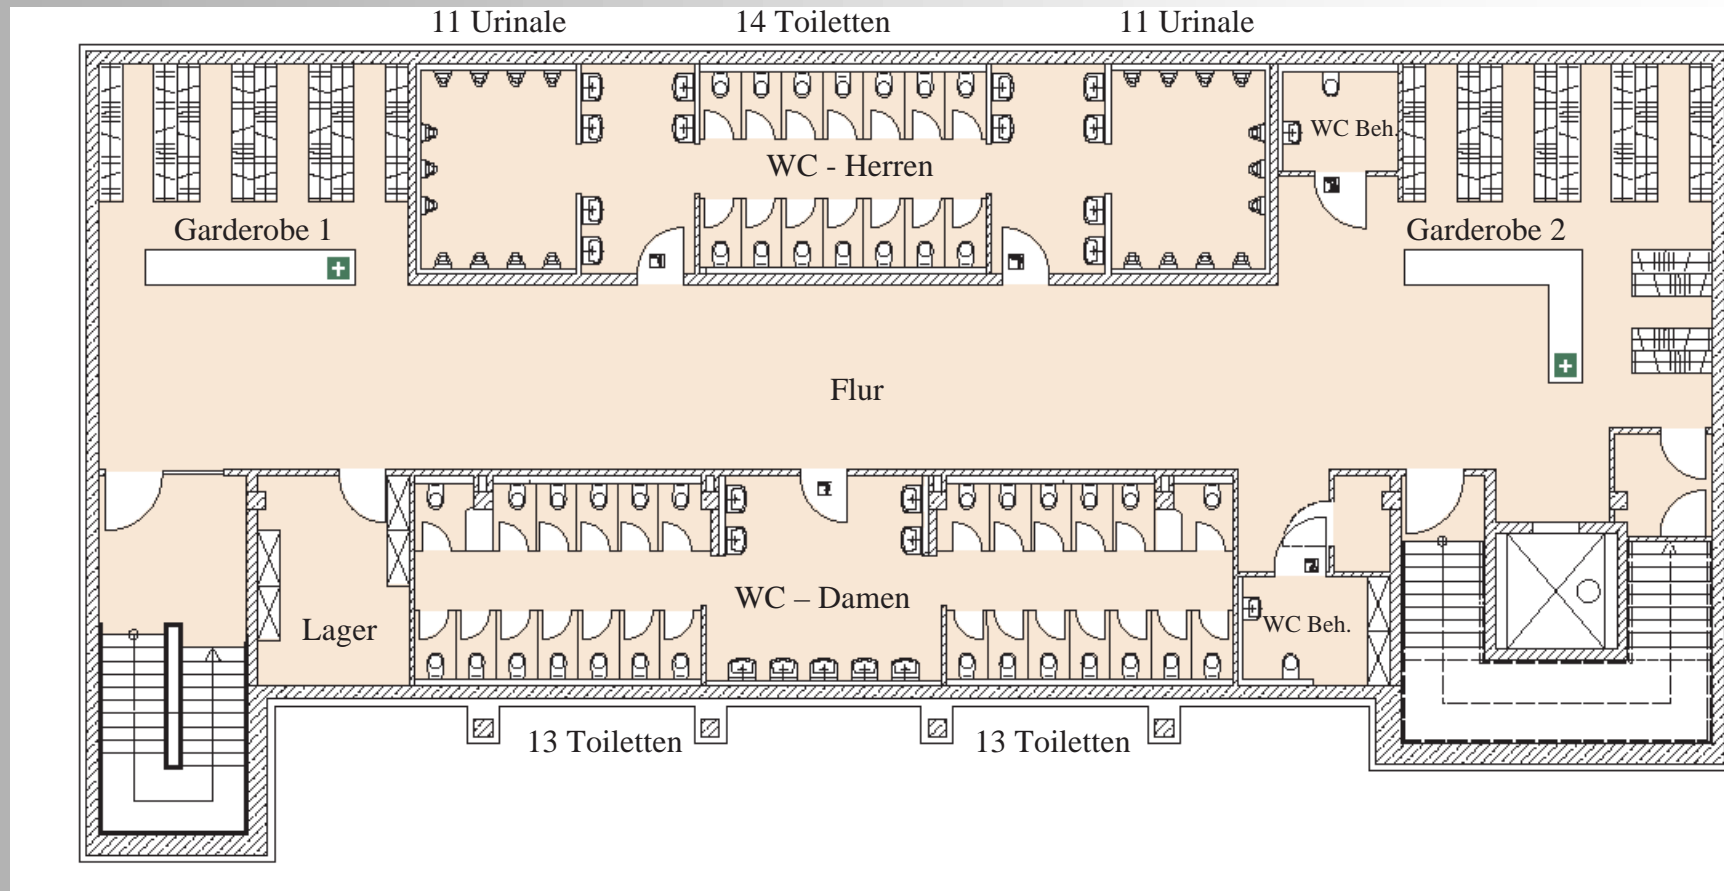 11 Urinale
14 Toiletten
11 Urinale
WC Beh.
WC - Herren
Garderobe 1
Garderobe 2
Flur
WC – Damen
Lager
WC Beh.
13 Toiletten
13 Toiletten